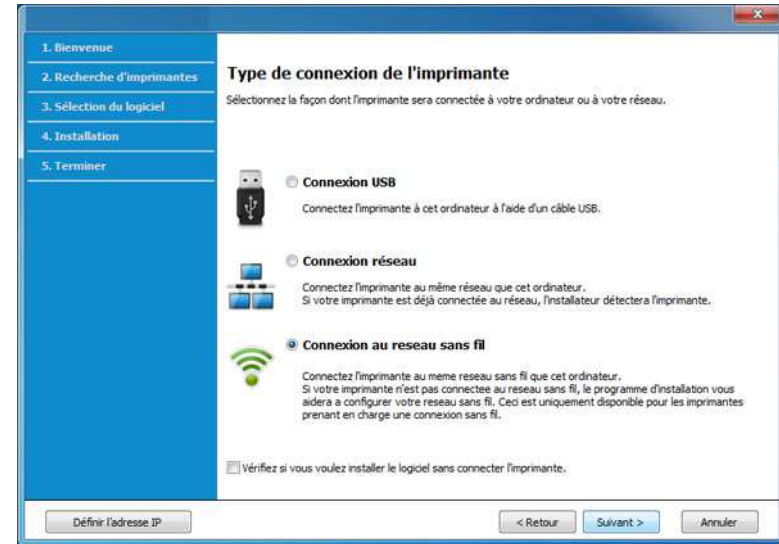 1. Bienvenue
2. Recherche d'imprimantes
3. Sélection du logiciel
4. Installation
5. Terminer
Type de connexion de l'imprimante
Sélectionnez la façon dont l'imprimante sera connectée à votre ordinateur ou à votre réseau.
Connexion USB
Connectez l'imprimante à cet ordinateur à l'aide d'un câble USB.
Connexion réseau
Connectez l'imprimante au même réseau que cet ordinateur.
Si votre imprimante est déjà connectée au réseau, l'installateur détectera l'imprimante.
Connexion au reseau sans fil
Connectez l'imprimante au meme reseau sans fil que cet ordinateur.
Si votre imprimante n'est pas connectee au reseau sans fil, le programme d'installation vous
aidera a configurer votre reseau sans fil. Ceci est uniquement disponible pour les imprimantes
prenant en charge une connexion sans fil.
Vérifiez si vous voulez installer le logiciel sans connecter l'imprimante.
Définir l'adresse IP
< Retour
Suivant >
Annuler